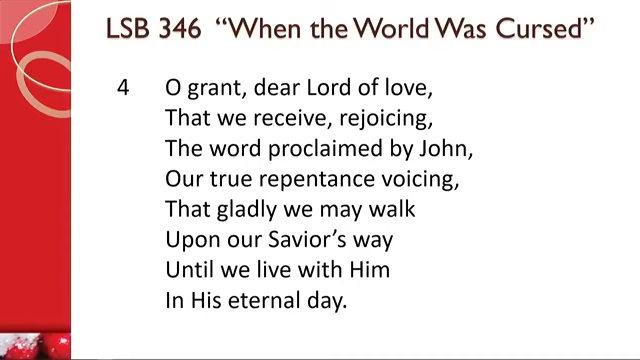 LSB 346 “When the World Was Cursed”
4 O grant, dear Lord of love,
That we receive, rejoicing,
The word proclaimed by John,
Our true repentance voicing,
That gladly we may walk
Upon our Savior’s way
Until we live with Him
In His eternal day.